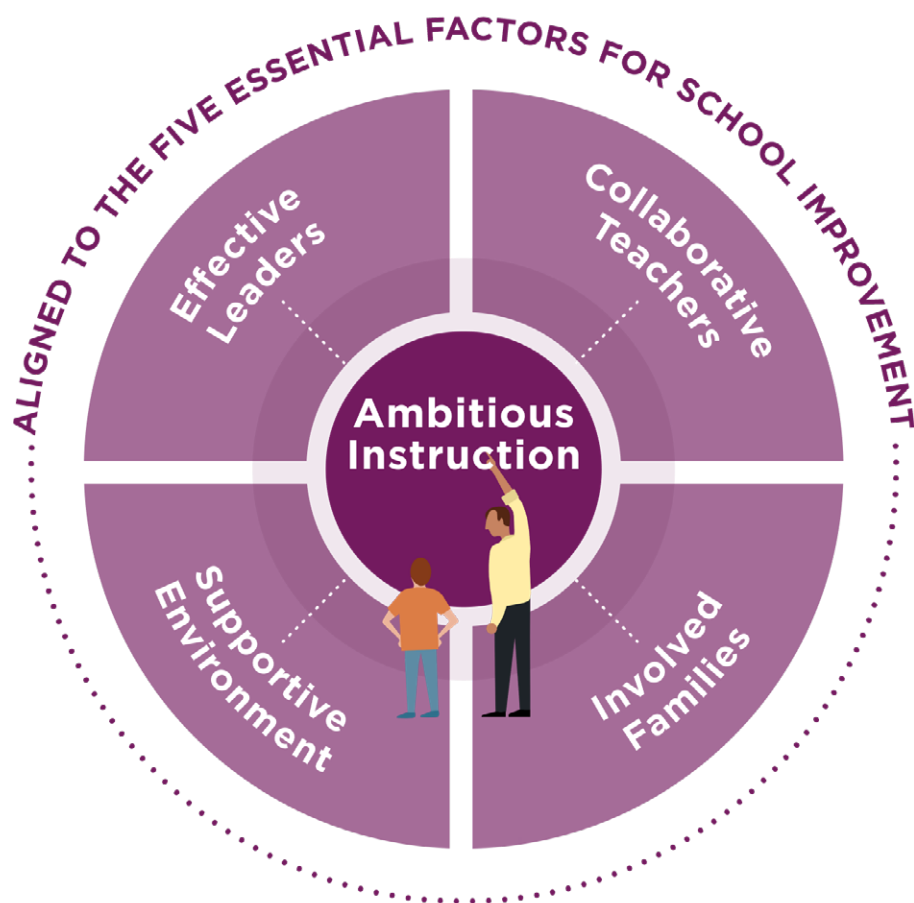 ALIGNED TO THE FIVE ESSENTIAL FACTORS FOR SCHOOL IMPROVEMENT
Effective
Leaders
Collaborative
Teachers
Ambitious
Instruction
Supportive
Environment
Involved
Families